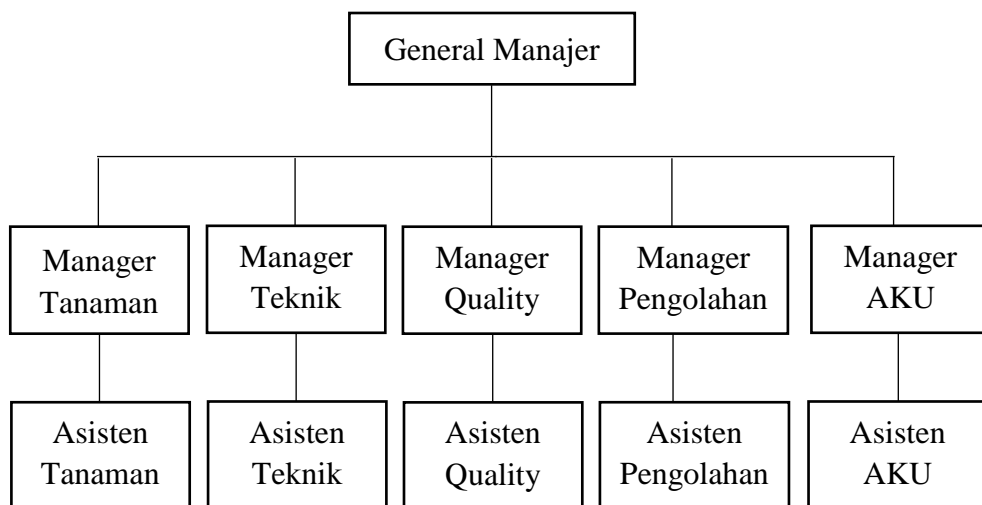 General Manajer
Manager
Tanaman
Manager
Teknik
Manager
Quality
Manager
Pengolahan
Manager
AKU
Asisten
Tanaman
Asisten
Teknik
Asisten
Quality
Asisten
Pengolahan
Asisten
AKU